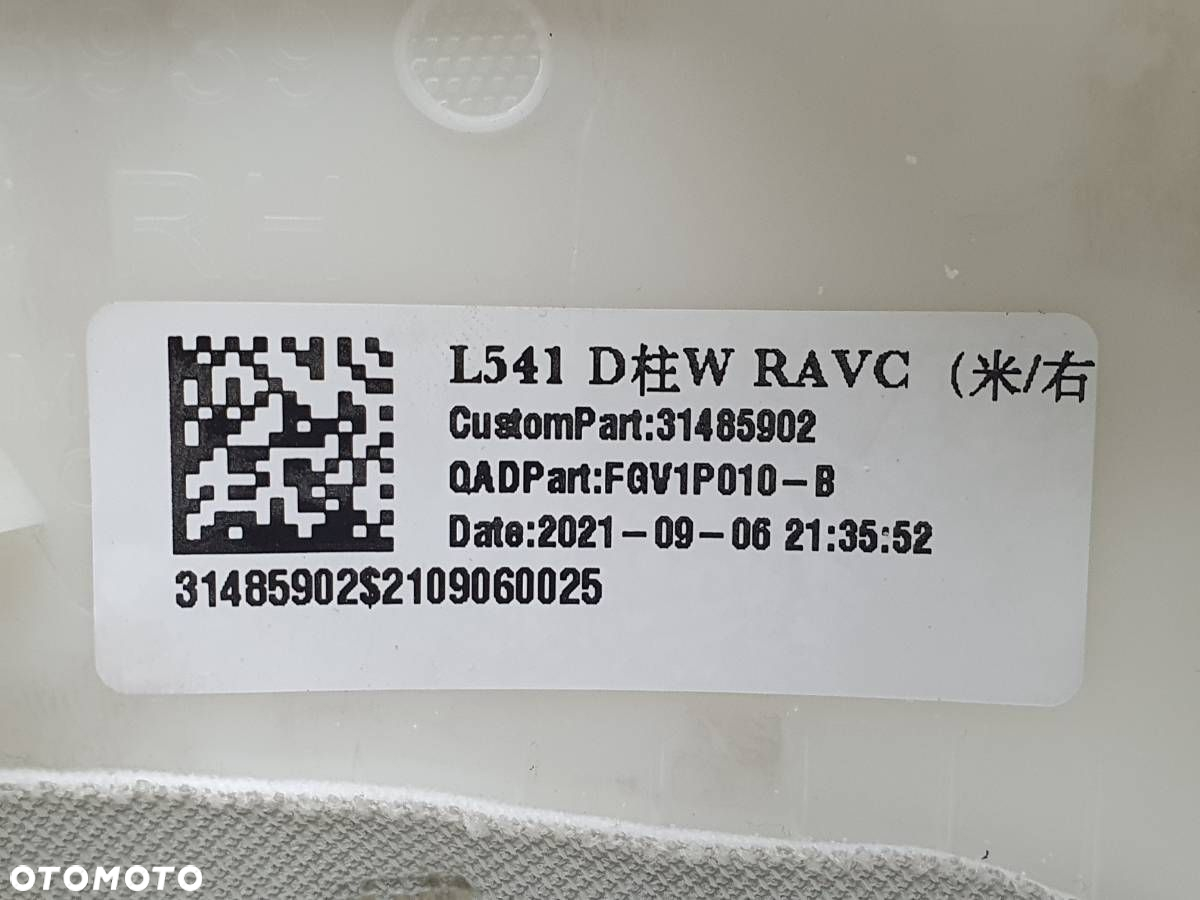 RH
L541 D柱W RAVC (米/右
CustomPart:31485902
QADPart:FGV1P010-B
Date:2021-09-06 21:35:52
31485902$2109060025
OTOMOTO